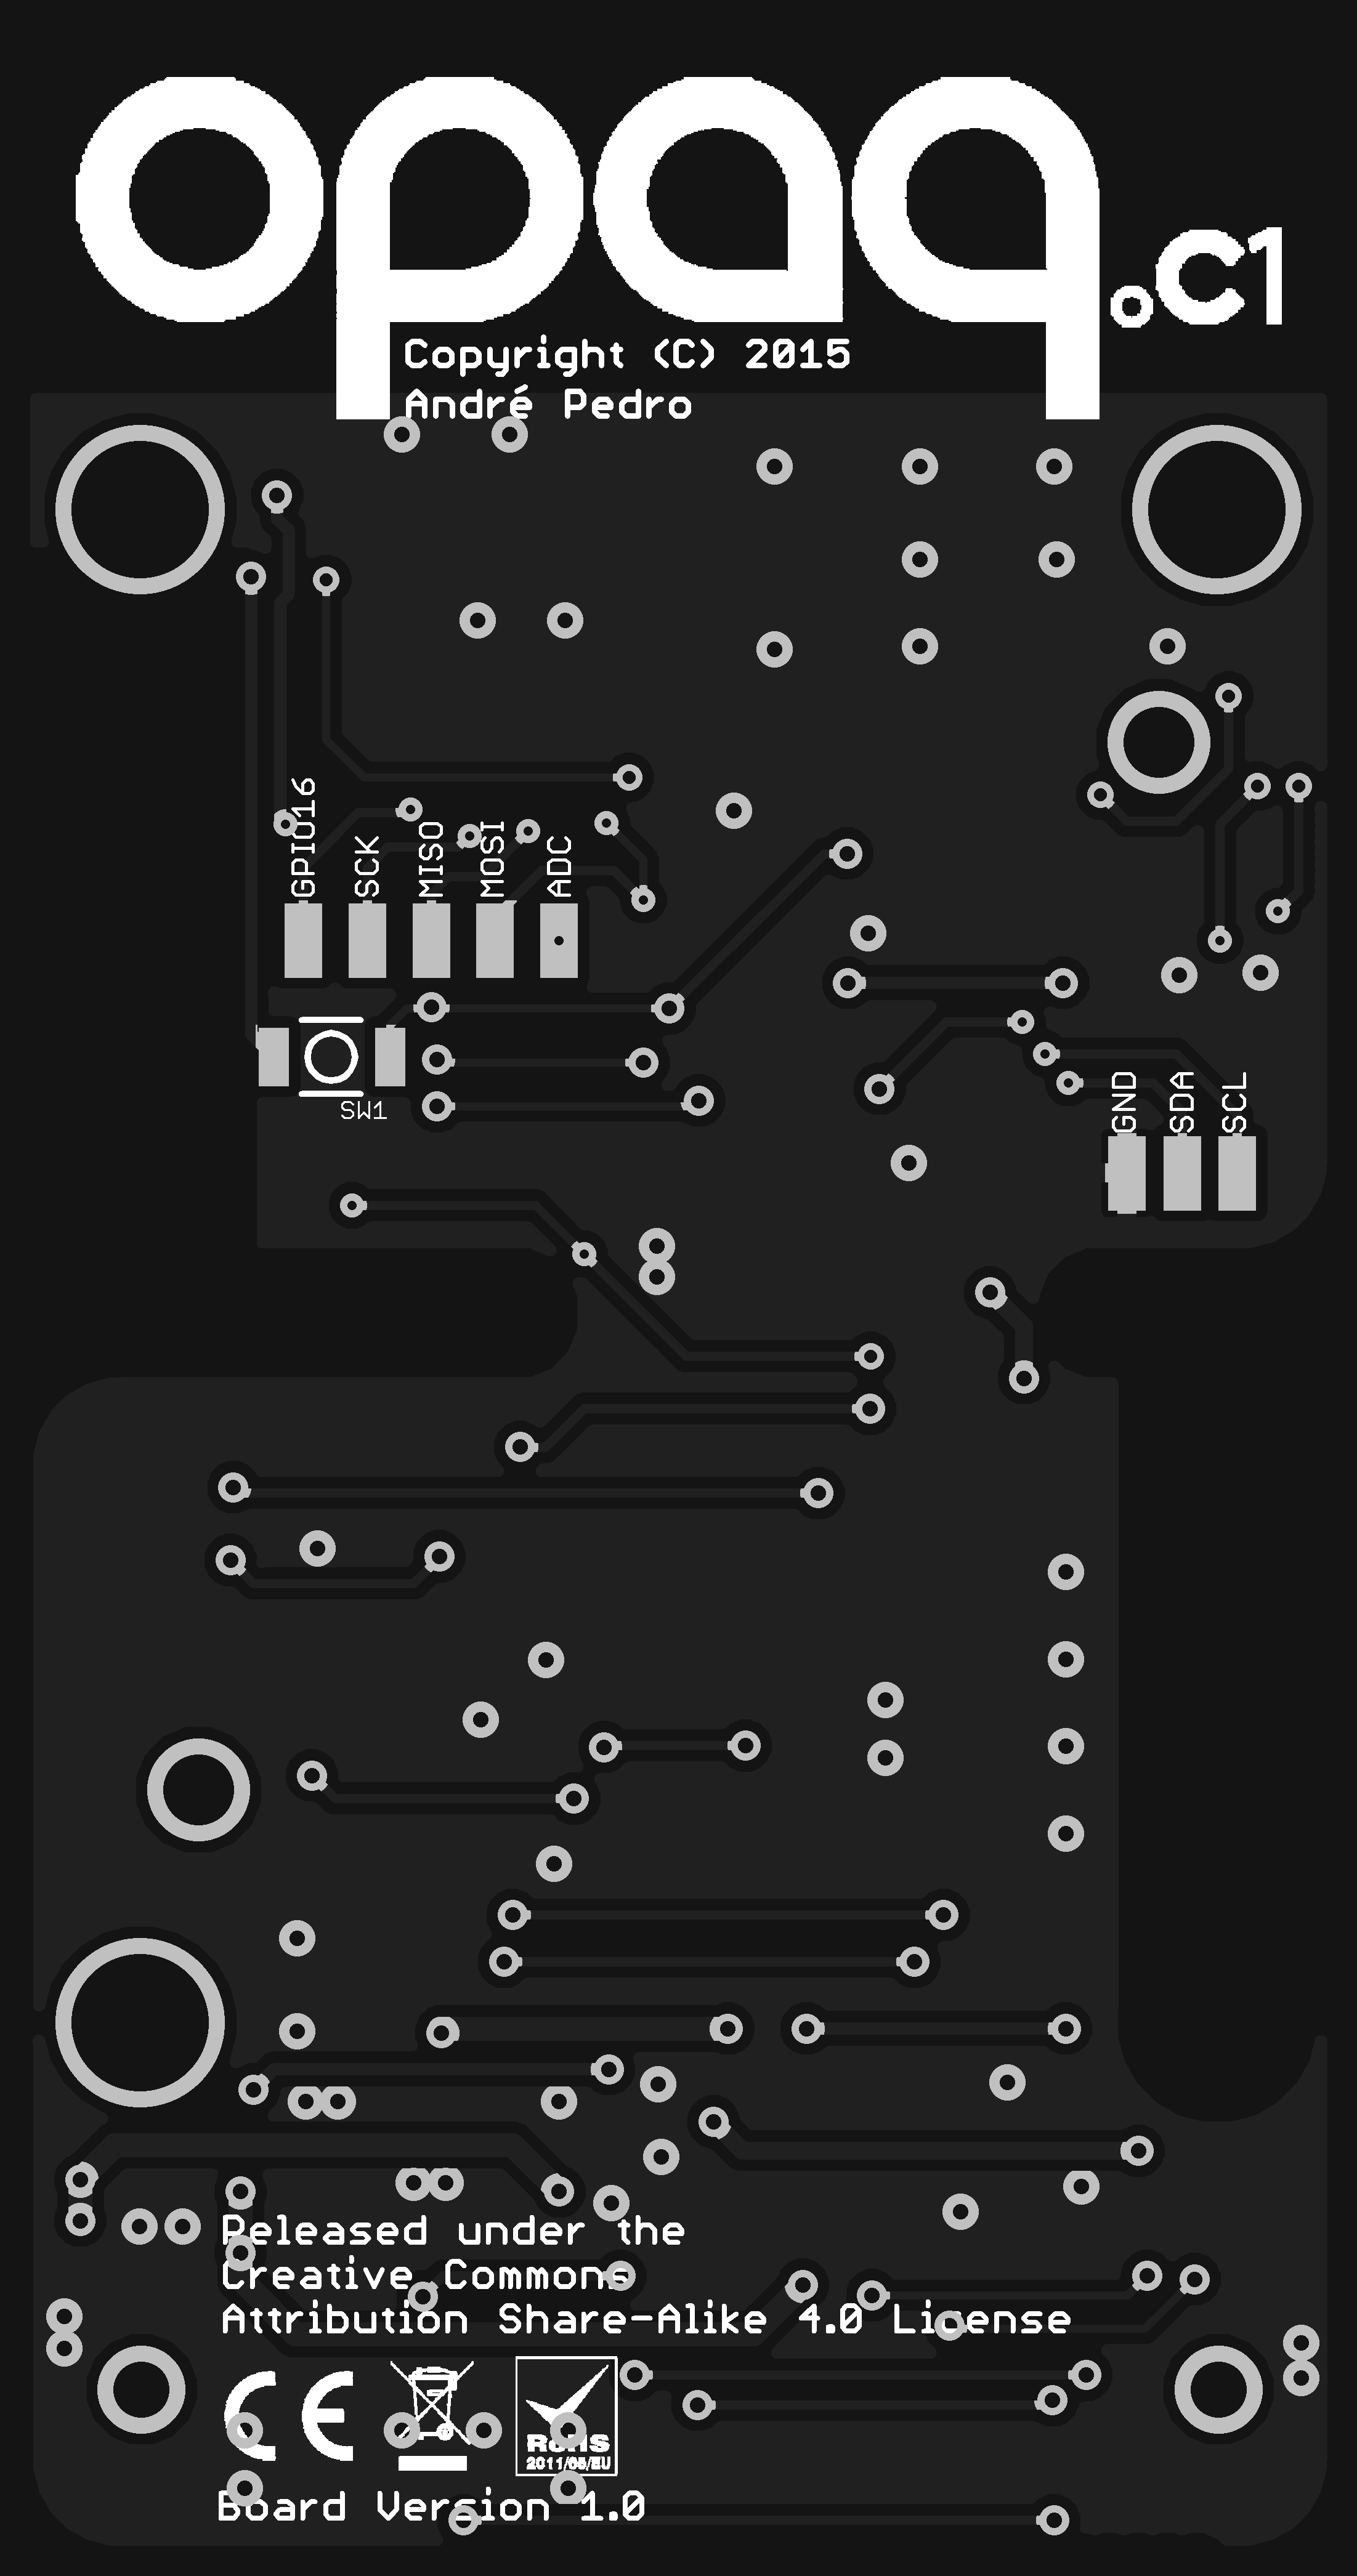 opaq.c1
Copyright (C) 2015
André Pedro
GPIO16
SCK
MISO
MOSI
ADC
SW1
GND
SDA
SCL
Released under the
Creative Commons
Attribution Share-Alike 4.0 License
CE
RoHS
2011/65/EU
Board Version 1.0